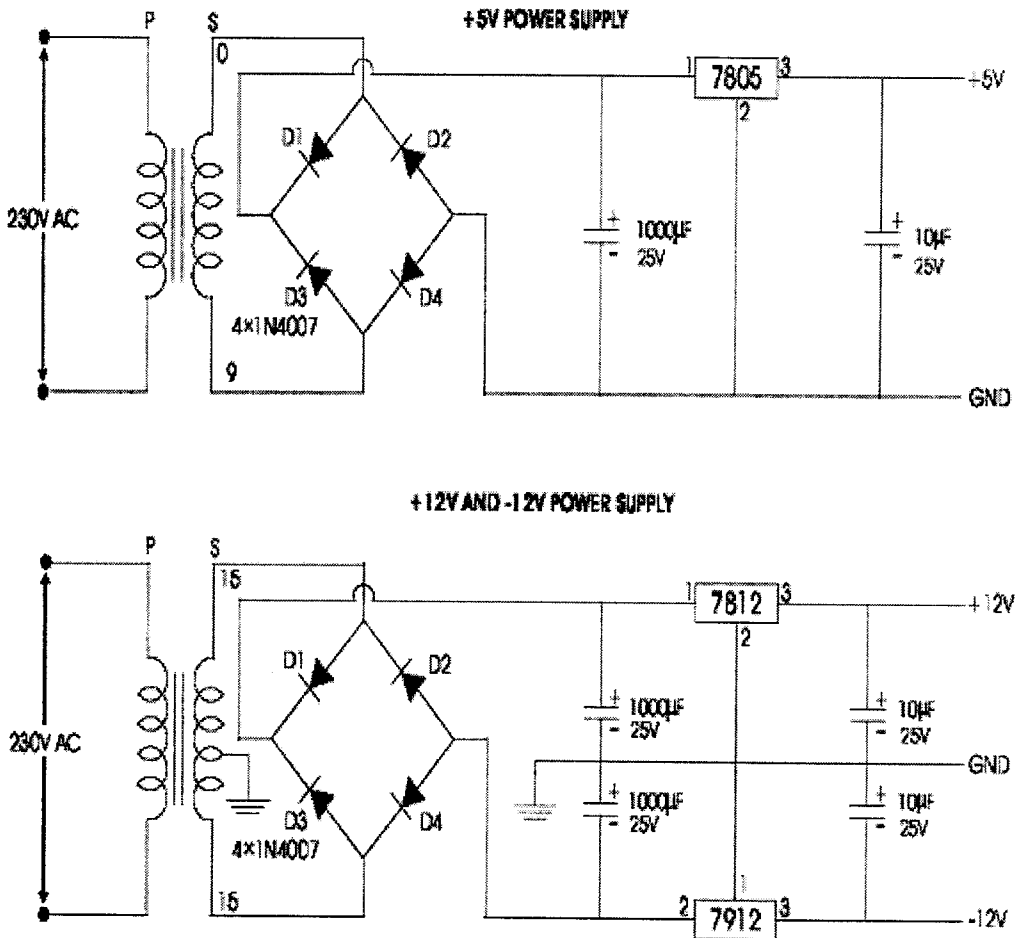 +5V POWER SUPPLY
P S
0
1 7805 3 +5V
2
D1 D2
230V AC
+ 1000µF
- 25V
+ 10µF
- 25V
D3 D4
4×1N4007
9
GND
+12V AND -12V POWER SUPPLY
P S
15
1 7812 3 +12V
2
D1 D2
+ 1000µF
- 25V
+ 10µF
- 25V
230V AC
GND
+ 1000µF
- 25V
+ 10µF
- 25V
D3 D4
4×1N4007
15
1
2 7912 3 -12V